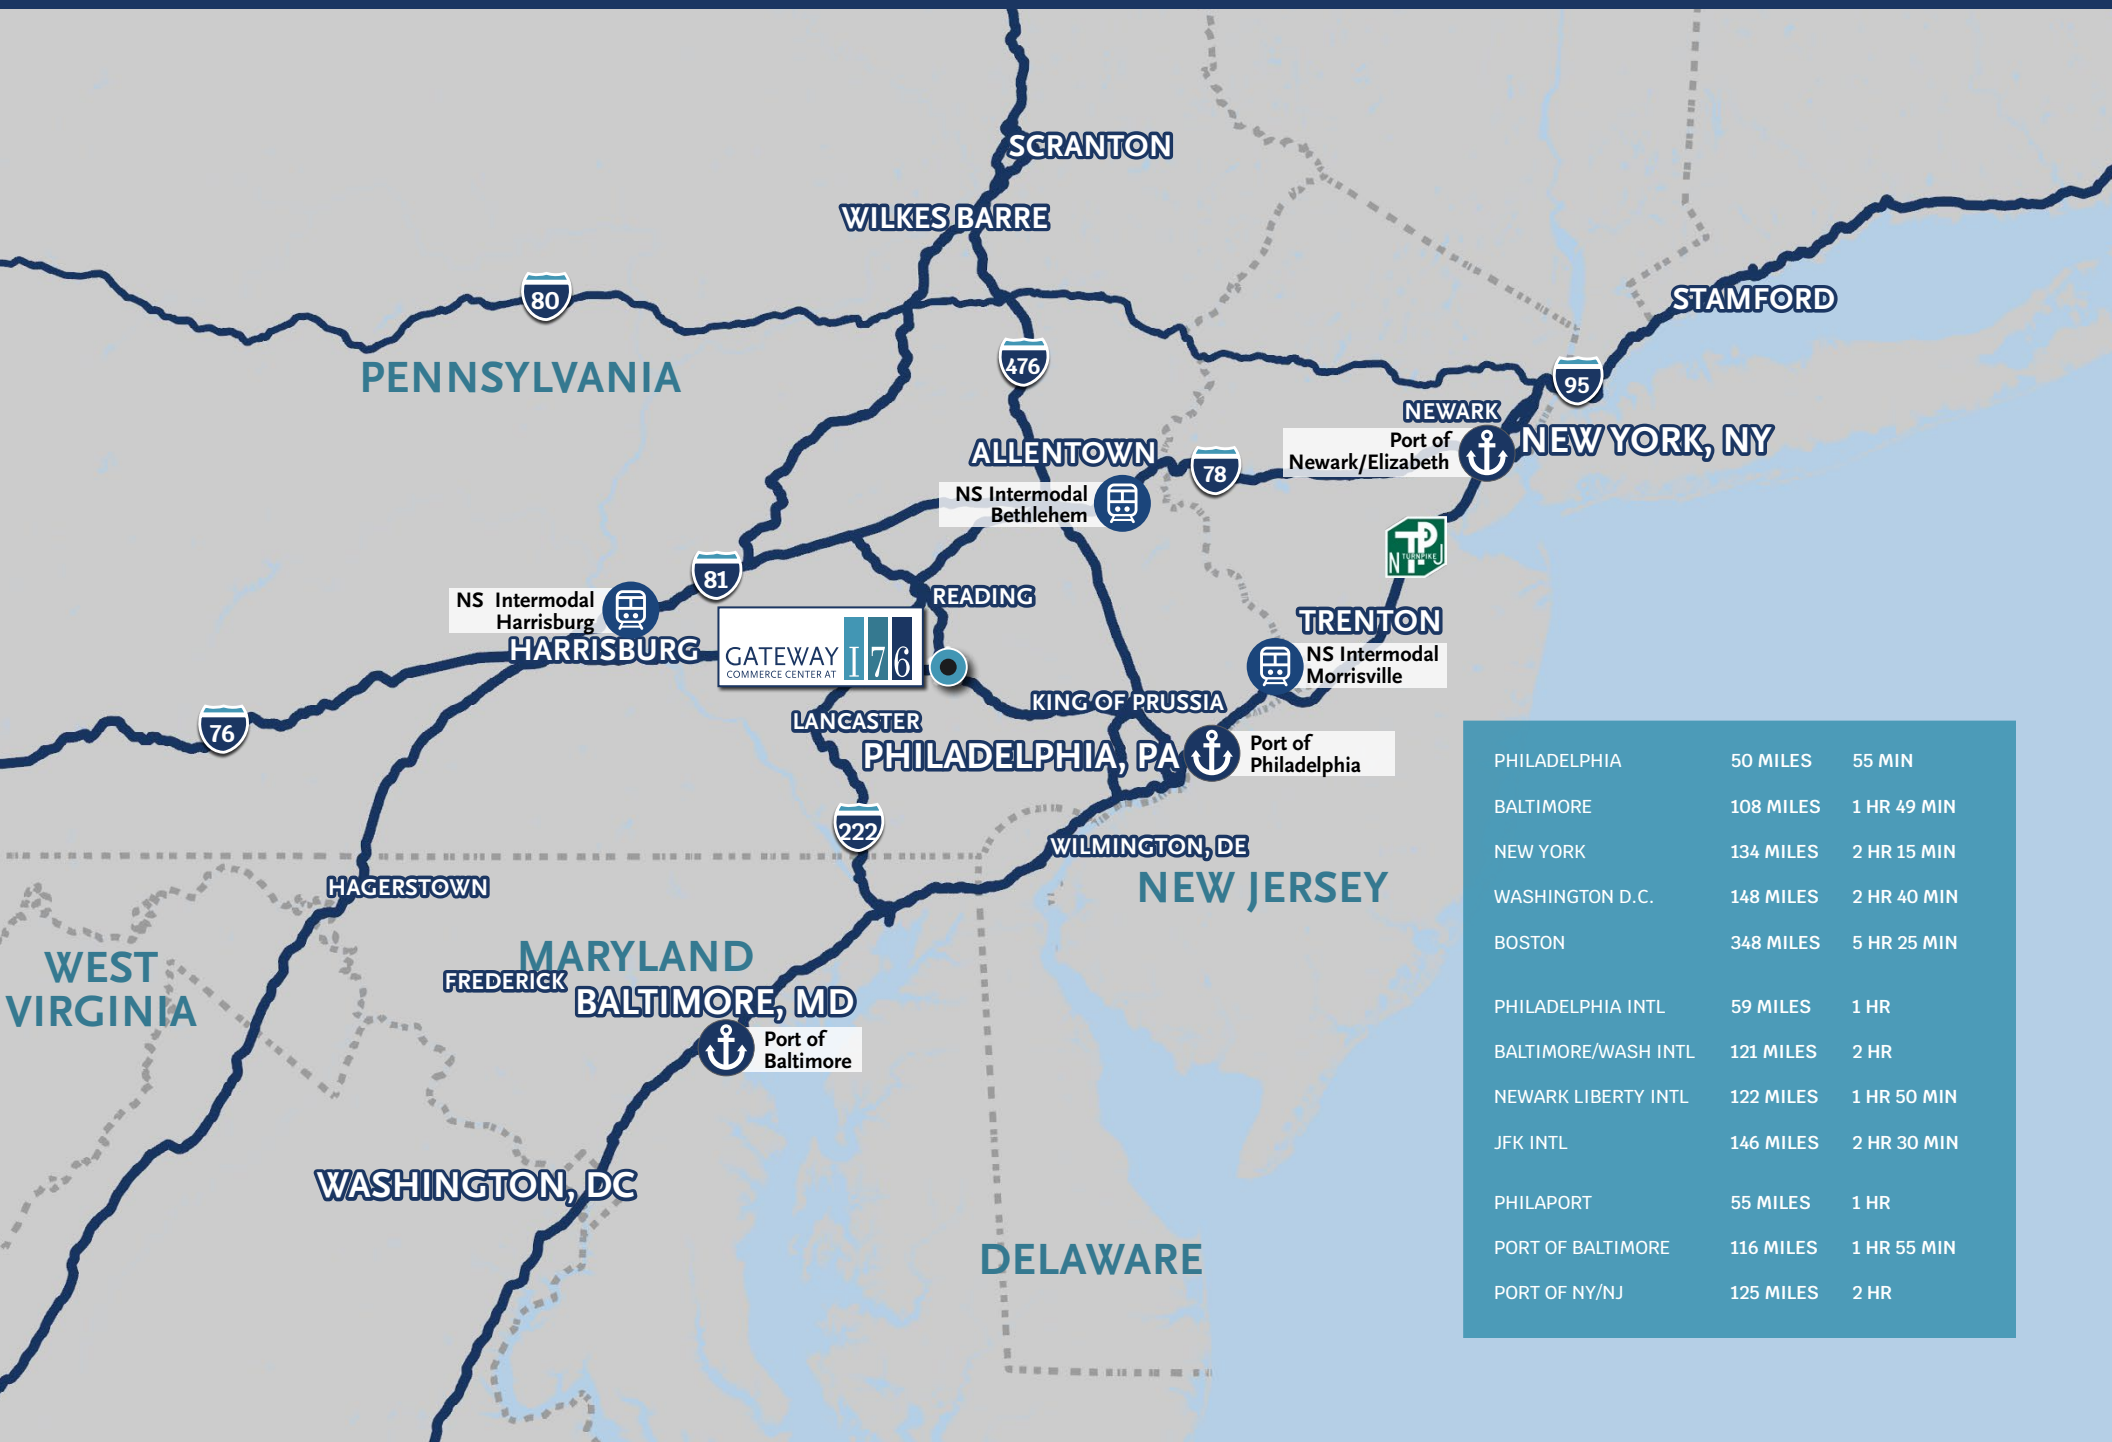 SCRANTON
WILKES BARRE
80
STAMFORD
476
PENNSYLVANIA
95
NEWARK
NEW YORK, NY
Port of
Newark/Elizabeth
ALLENTOWN
78
NS Intermodal
Bethlehem
N TP J
TURNPIKE
81
READING
NS Intermodal
Harrisburg
HARRISBURG
GATEWAY
COMMERCE CENTER AT
I76
TRENTON
NS Intermodal
Morrisville
KING OF PRUSSIA
76
LANCASTER
PHILADELPHIA, PA
Port of
Philadelphia
222
WILMINGTON, DE
HAGERSTOWN
NEW JERSEY
WEST
VIRGINIA
MARYLAND
FREDERICK
BALTIMORE, MD
Port of
Baltimore
WASHINGTON, DC
DELAWARE
PHILADELPHIA 50 MILES 55 MIN
BALTIMORE 108 MILES 1 HR 49 MIN
NEW YORK 134 MILES 2 HR 15 MIN
WASHINGTON D.C. 148 MILES 2 HR 40 MIN
BOSTON 348 MILES 5 HR 25 MIN
PHILADELPHIA INTL 59 MILES 1 HR
BALTIMORE/WASH INTL 121 MILES 2 HR
NEWARK LIBERTY INTL 122 MILES 1 HR 50 MIN
JFK INTL 146 MILES 2 HR 30 MIN
PHILAPORT 55 MILES 1 HR
PORT OF BALTIMORE 116 MILES 1 HR 55 MIN
PORT OF NY/NJ 125 MILES 2 HR